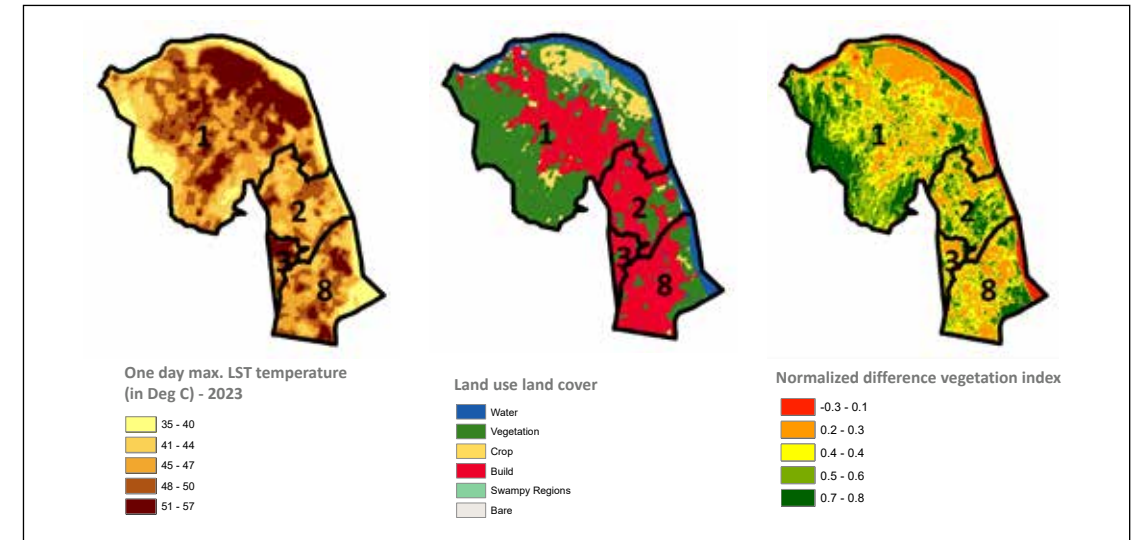 1
2
3
8
1
2
3
8
1
2
3
8
One day max. LST temperature
(in Deg C) - 2023
35 - 40
41 - 44
45 - 47
48 - 50
51 - 57
Land use land cover
Water
Vegetation
Crop
Build
Swampy Regions
Bare
Normalized difference vegetation index
-0.3 - 0.1
0.2 - 0.3
0.4 - 0.4
0.5 - 0.6
0.7 - 0.8